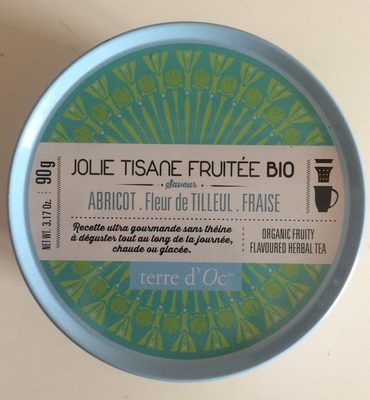 JOLIE TISANE FRUITÉE BIO
Saveur
ABRICOT . Fleur de TILLEUL . FRAISE
NET WT. 3.17 Oz. 90g
Recette ultra gourmande sans théine
à déguster tout au long de la journée,
chaude ou glacée.
ORGANIC FRUITY
FLAVOURED HERBAL TEA
terre d'Oc